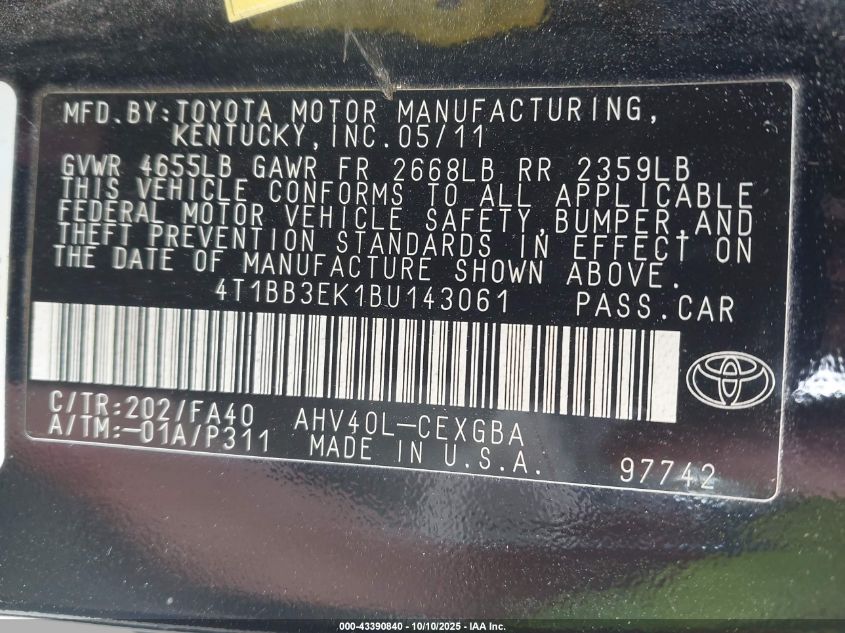 MFD.BY:TOYOTA MOTOR MANUFACTURING,
KENTUCKY, INC. 05/11
GVWR 4655LB GAWR FR 2668LB RR 2359LB
THIS VEHICLE CONFORMS TO ALL APPLICABLE
FEDERAL MOTOR VEHICLE SAFETY, BUMPER, AND
THEFT PREVENTION STANDARDS IN EFFECT ON
THE DATE OF MANUFACTURE SHOWN ABOVE.
4T1BB3EK1BU143061 PASS.CAR
C/TR:202/FA40 AHV40L-CEXGBA
A/TM:-01A/P311 MADE IN U.S.A. 97742
000-43390840 - 10/10/2025 - IAA Inc.